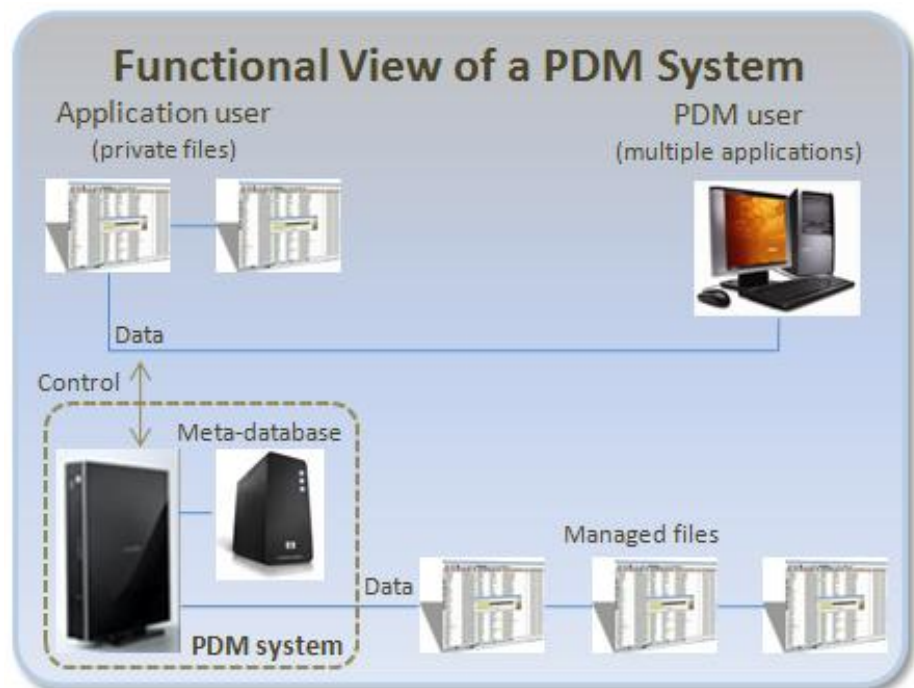 Functional View of a PDM System
Application user
(private files)
PDM user
(multiple applications)
Data
Control
Meta-database
Managed files
Data
PDM system